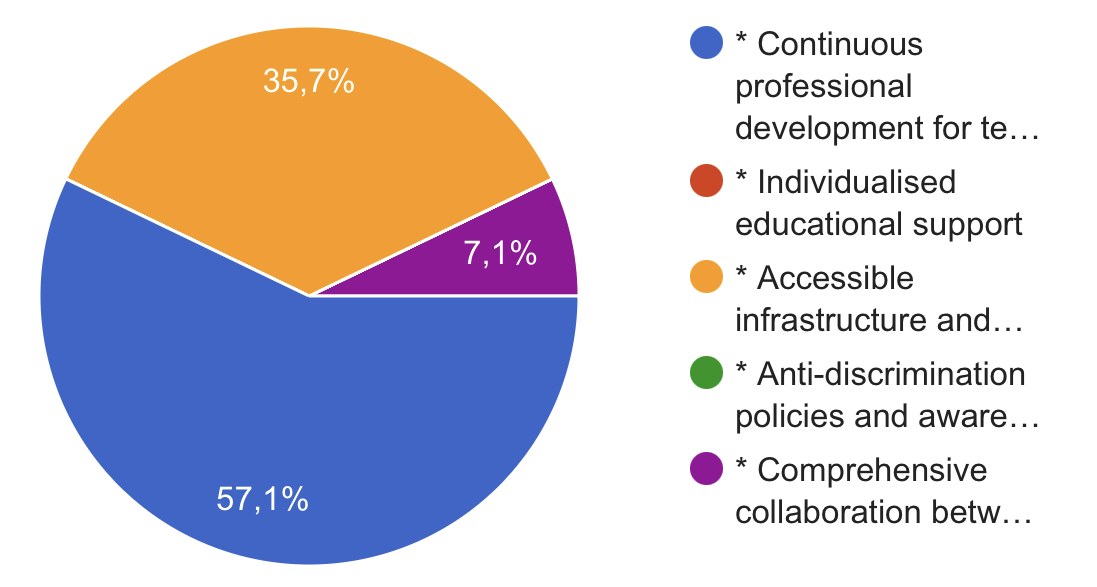 35,7%
7,1%
57,1%
* Continuous
professional
development for te…
* Individualised
educational support
* Accessible
infrastructure and…
* Anti-discrimination
policies and aware…
* Comprehensive
collaboration betw…